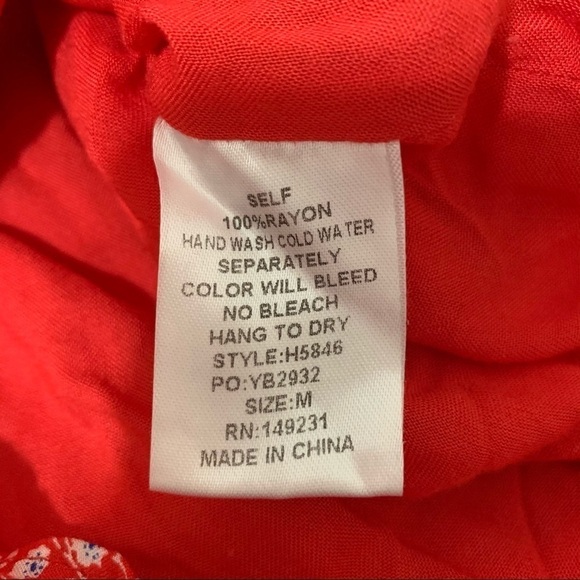 SELF
100%RAYON
HAND WASH COLD WATER
SEPARATELY
COLOR WILL BLEED
NO BLEACH
HANG TO DRY
STYLE:H5846
PO:YB2932
SIZE:M
RN:149231
MADE IN CHINA